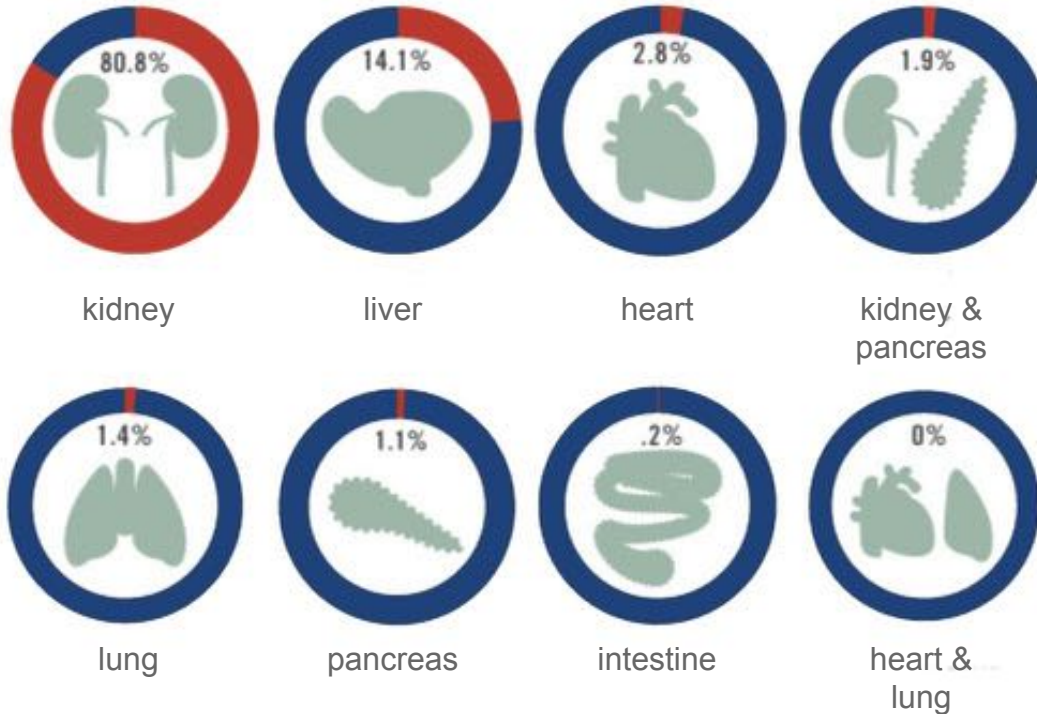 80.8%
14.1%
2.8%
1.9%
kidney
liver
heart
kidney &
pancreas
1.4%
1.1%
.2%
0%
lung
pancreas
intestine
heart &
lung